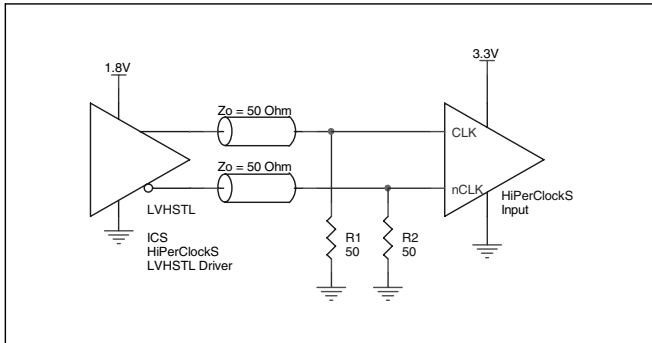 1.8V
3.3V
Zo = 50 Ohm
CLK
Zo = 50 Ohm
nCLK
HiPerClockS
Input
LVHSTL
ICS
HiPerClockS
LVHSTL Driver
R1
50
R2
50